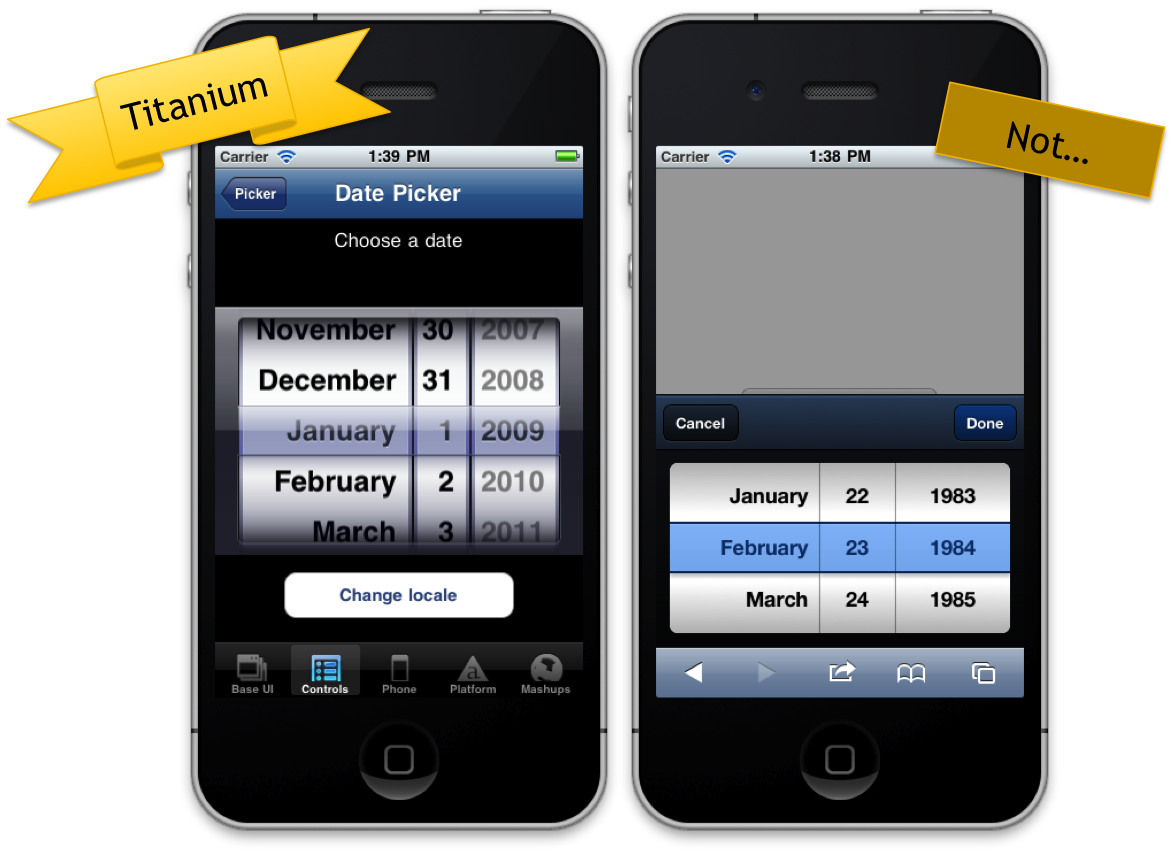 Titanium
Carrier 1:39 PM
Picker Date Picker
Choose a date
November 30 2007
December 31 2008
January 1 2009
February 2 2010
March 3 2011
Change locale
Base UI Controls Phone Platform Mashups
Not...
Carrier 1:38 PM
Cancel Done
January 22 1983
February 23 1984
March 24 1985